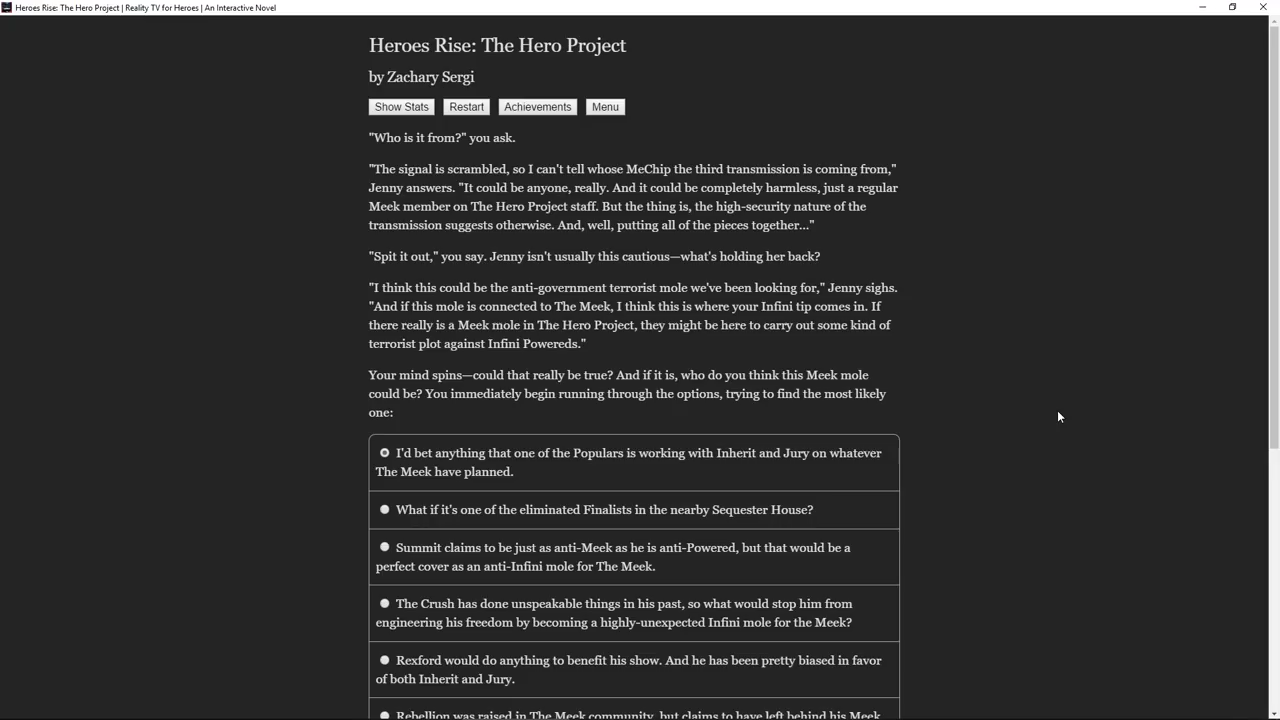 Heroes Rise: The Hero Project | Reality TV for Heroes | An Interactive Novel
Heroes Rise: The Hero Project
by Zachary Sergi
Show Stats Restart Achievements Menu
"Who is it from?" you ask.
"The signal is scrambled, so I can't tell whose MeChip the third transmission is coming from,"
Jenny answers. "It could be anyone, really. And it could be completely harmless, just a regular
Meek member on The Hero Project staff. But the thing is, the high-security nature of the
transmission suggests otherwise. And, well, putting all of the pieces together..."
"Spit it out," you say. Jenny isn't usually this cautious—what's holding her back?
"I think this could be the anti-government terrorist mole we've been looking for," Jenny sighs.
"And if this mole is connected to The Meek, I think this is where your Infini tip comes in. If
there really is a Meek mole in The Hero Project, they might be here to carry out some kind of
terrorist plot against Infini Powereds."
Your mind spins—could that really be true? And if it is, who do you think this Meek mole
could be? You immediately begin running through the options, trying to find the most likely
one:
I'd bet anything that one of the Populars is working with Inherit and Jury on whatever
The Meek have planned.
What if it's one of the eliminated Finalists in the nearby Sequester House?
Summit claims to be just as anti-Meek as he is anti-Powered, but that would be a
perfect cover as an anti-Infini mole for The Meek.
The Crush has done unspeakable things in his past, so what would stop him from
engineering his freedom by becoming a highly-unexpected Infini mole for the Meek?
Rexford would do anything to benefit his show. And he has been pretty biased in favor
of both Inherit and Jury.
Rebellion was raised in The Meek community, but claims to have left behind his Meek